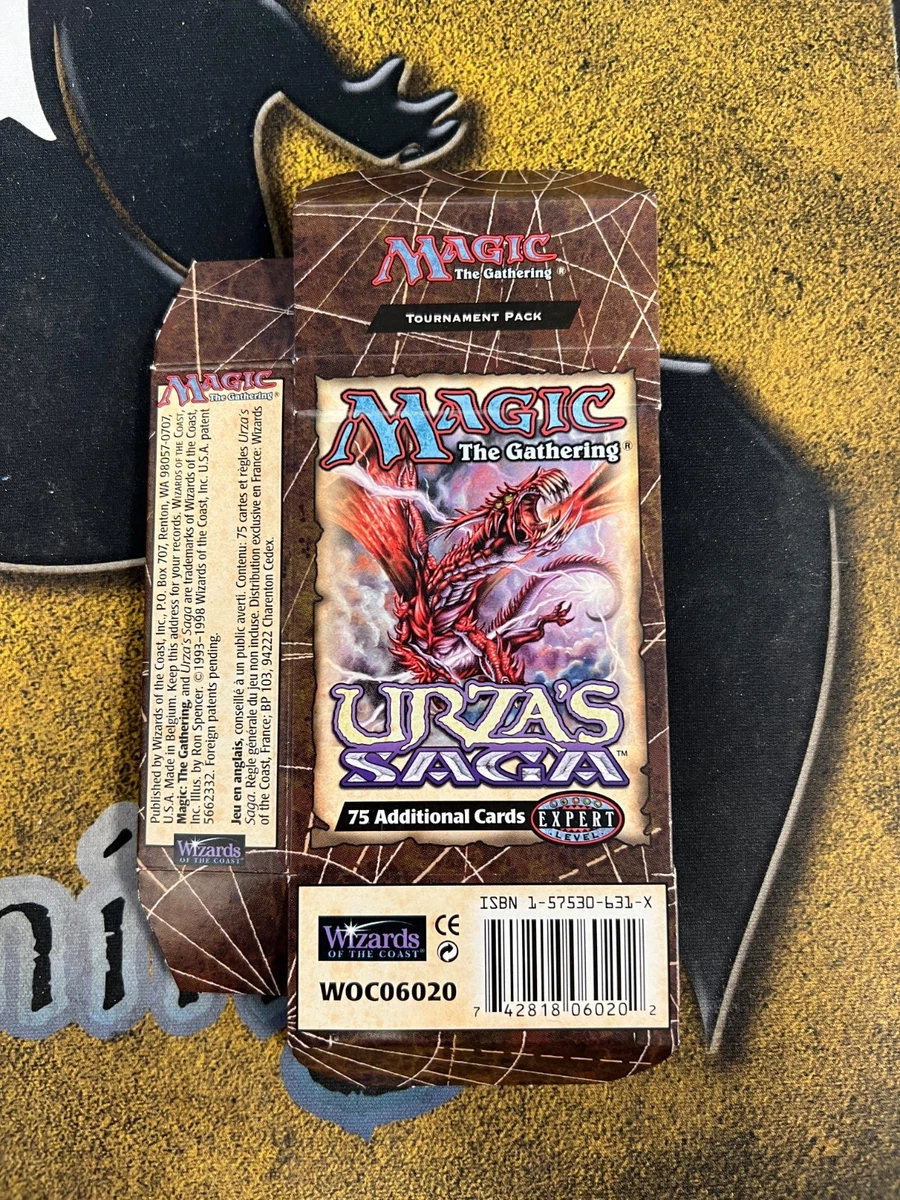 MAGIC
The Gathering®
TOURNAMENT PACK
MAGIC
The Gathering®
URZA'S
SAGA™
75 Additional Cards
EXPERT
LEVEL
ISBN 1-57530-631-X
WIZARDS
OF THE COAST®
CE
WOC06020
7 42818 06020 2
MAGIC
The Gathering®
Published by Wizards of the Coast, Inc., P.O. Box 707, Renton, WA 98057-0707,
U.S.A. Made in Belgium. Keep this address for your records. WIZARDS OF THE COAST,
Magic: The Gathering, and Urza's Saga are trademarks of Wizards of the Coast,
Inc. Illus. by Ron Spencer. ©1993–1998 Wizards of the Coast, Inc. U.S.A. patent
5662332. Foreign patents pending.
Jeu en anglais, conseillé à un public averti. Contenu: 75 cartes et règles Urza's
Saga. Règle générale du jeu non incluse. Distribution exclusive en France: Wizards
of the Coast, France; BP 103, 94222 Charenton Cedex.
WIZARDS
OF THE COAST®